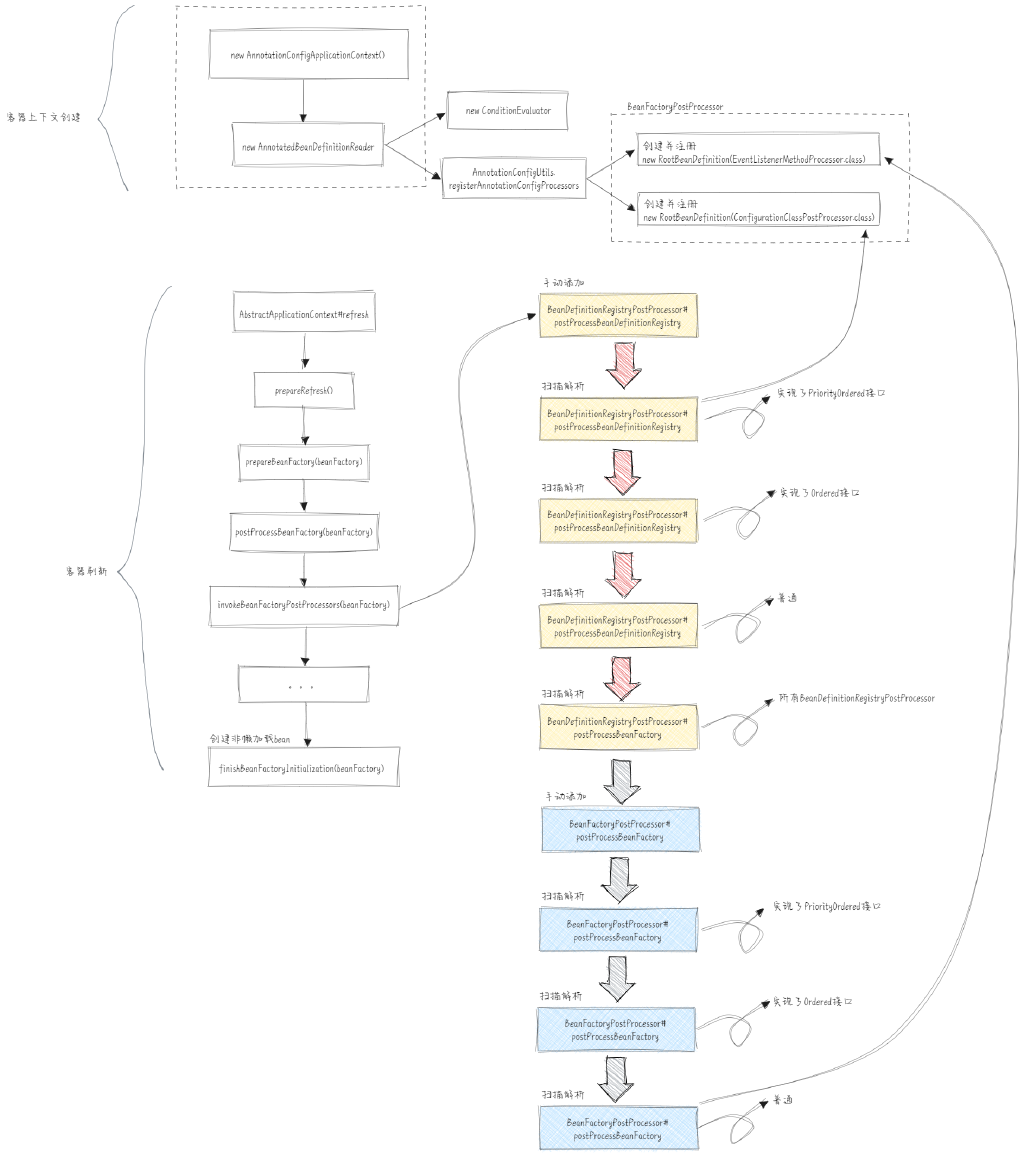 容器上下文创建
new AnnotationConfigApplicationContext()
new AnnotatedBeanDefinitionReader
new ConditionEvaluator
AnnotationConfigUtils.
registerAnnotationConfigProcessors
BeanFactoryPostProcessor
创建并注册
new RootBeanDefinition(EventListenerMethodProcessor.class)
创建并注册
new RootBeanDefinition(ConfigurationClassPostProcessor.class)
容器刷新
AbstractApplicationContext#refresh
prepareRefresh()
prepareBeanFactory(beanFactory)
postProcessBeanFactory(beanFactory)
invokeBeanFactoryPostProcessors(beanFactory)
...
创建非懒加载bean
finishBeanFactoryInitialization(beanFactory)
手动添加
BeanDefinitionRegistryPostProcessor#
postProcessBeanDefinitionRegistry
扫描解析
BeanDefinitionRegistryPostProcessor#
postProcessBeanDefinitionRegistry
实现了PriorityOrdered接口
扫描解析
BeanDefinitionRegistryPostProcessor#
postProcessBeanDefinitionRegistry
实现了Ordered接口
扫描解析
BeanDefinitionRegistryPostProcessor#
postProcessBeanDefinitionRegistry
普通
扫描解析
BeanDefinitionRegistryPostProcessor#
postProcessBeanFactory
所有BeanDefinitionRegistryPostProcessor
手动添加
BeanFactoryPostProcessor#
postProcessBeanFactory
扫描解析
BeanFactoryPostProcessor#
postProcessBeanFactory
实现了PriorityOrdered接口
扫描解析
BeanFactoryPostProcessor#
postProcessBeanFactory
实现了Ordered接口
扫描解析
BeanFactoryPostProcessor#
postProcessBeanFactory
普通